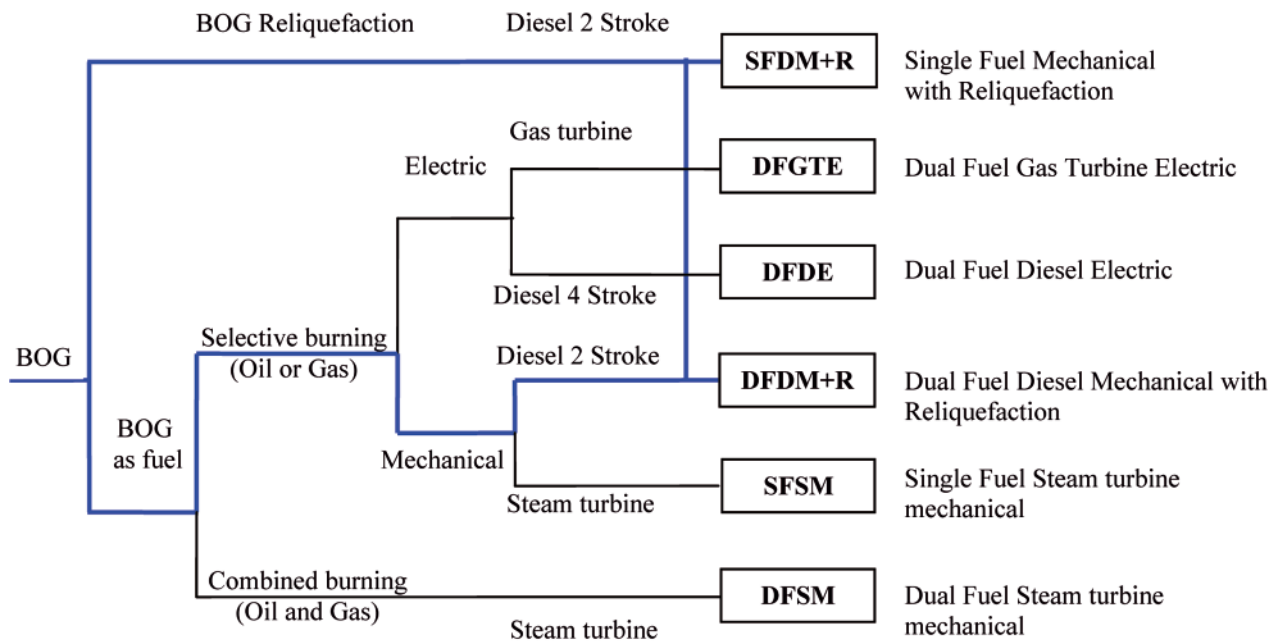 BOG Reliquefaction Diesel 2 Stroke
SFDM+R Single Fuel Mechanical
with Reliquefaction
Gas turbine
Electric
DFGTE Dual Fuel Gas Turbine Electric
DFDE Dual Fuel Diesel Electric
Diesel 4 Stroke
Selective burning
(Oil or Gas)
BOG
Diesel 2 Stroke
DFDM+R Dual Fuel Diesel Mechanical with
Reliquefaction
BOG
as fuel
Mechanical
SFSM Single Fuel Steam turbine
mechanical
Steam turbine
Combined burning
(Oil and Gas)
DFSM Dual Fuel Steam turbine
mechanical
Steam turbine